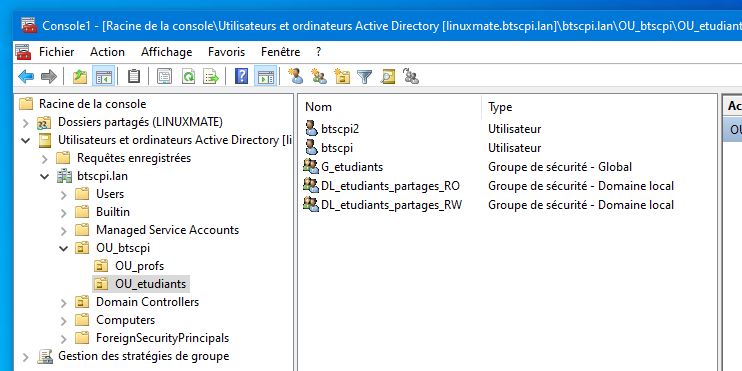 Console1 - [Racine de la console\Utilisateurs et ordinateurs Active Directory [linuxmate.btscpi.lan]\btscpi.lan\OU_btscpi\OU_etudiant
Fichier Action Affichage Favoris Fenêtre ?
Racine de la console
Dossiers partagés (LINUXMATE)
Utilisateurs et ordinateurs Active Directory [li
Requêtes enregistrées
btscpi.lan
Users
Builtin
Managed Service Accounts
OU_btscpi
OU_profs
OU_etudiants
Domain Controllers
Computers
ForeignSecurityPrincipals
Gestion des stratégies de groupe
Nom Type
btscpi2 Utilisateur
btscpi Utilisateur
G_etudiants Groupe de sécurité - Global
DL_etudiants_partages_RO Groupe de sécurité - Domaine local
DL_etudiants_partages_RW Groupe de sécurité - Domaine local
Ac
OU